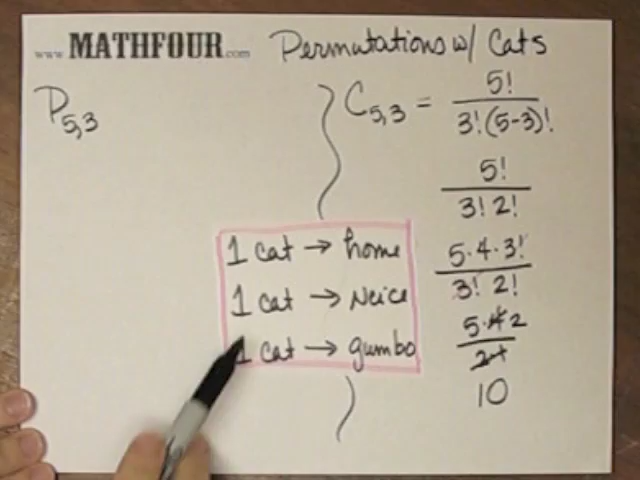 www.MATHFOUR.com
Permutations w/ Cats
P5,3
C5,3 = 5! / 3!(5-3)!
5! / 3! 2!
5·4·3! / 3! 2!
5·4 2 / 2·1
10
1 cat → home
1 cat → Neice
1 cat → gumbo